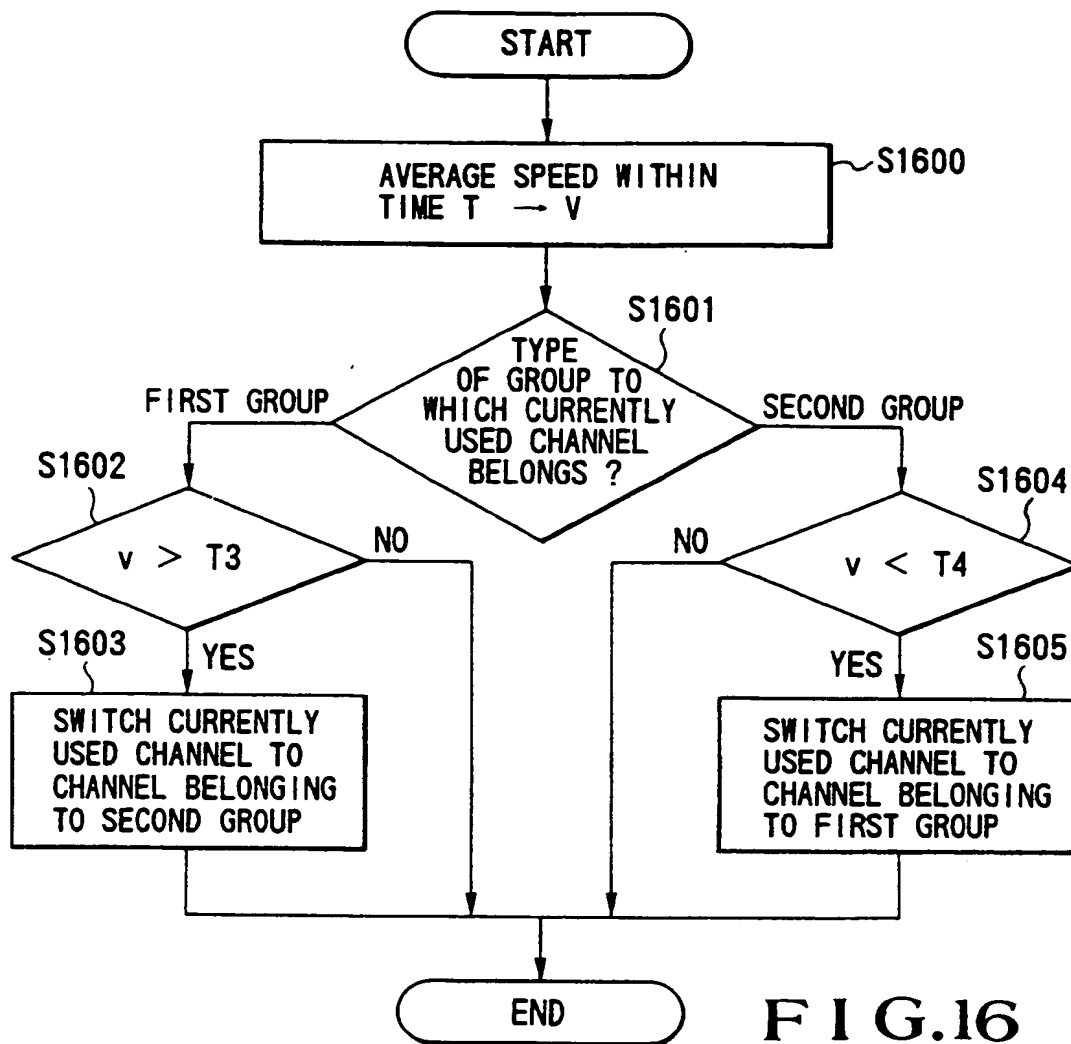 START
S1600
AVERAGE SPEED WITHIN
TIME T → V
S1601
TYPE
OF GROUP TO
WHICH CURRENTLY
USED CHANNEL
BELONGS ?
FIRST GROUP
SECOND GROUP
S1602
v > T3
NO
YES
S1604
v < T4
NO
YES
S1603
SWITCH CURRENTLY
USED CHANNEL TO
CHANNEL BELONGING
TO SECOND GROUP
S1605
SWITCH CURRENTLY
USED CHANNEL TO
CHANNEL BELONGING
TO FIRST GROUP
END
FIG.16